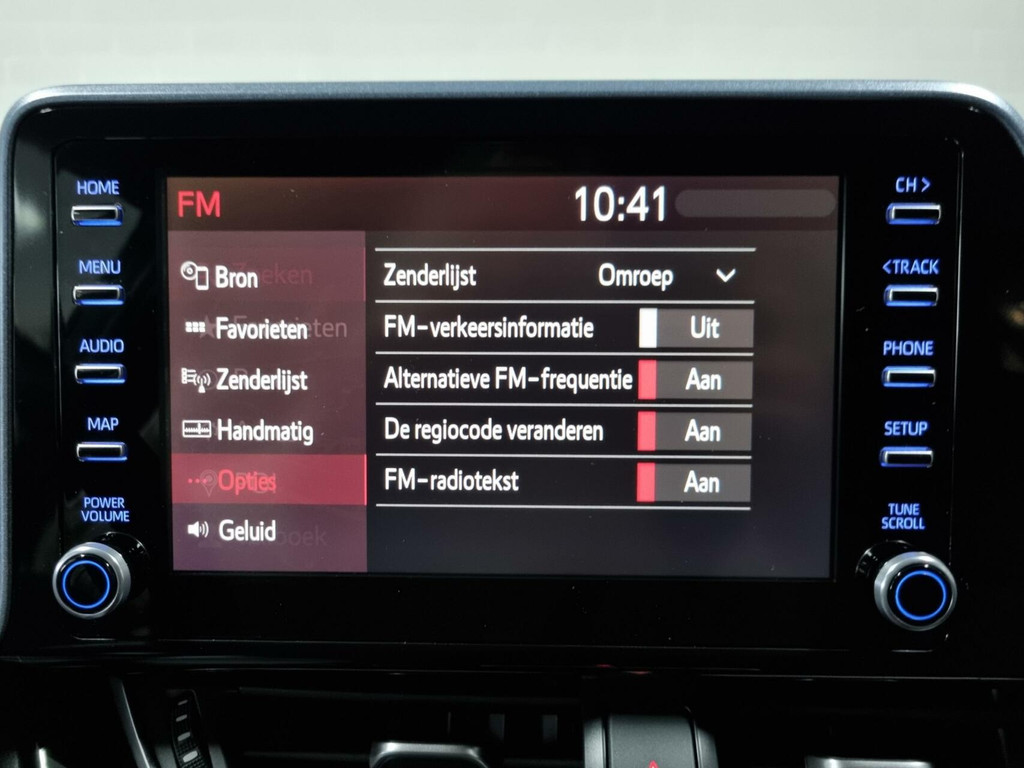 HOME
MENU
AUDIO
MAP
POWER
VOLUME
FM
10:41
Bron
Favorieten
Zenderlijst
Handmatig
Opties
Geluid
Zenderlijst Omroep
FM-verkeersinformatie Uit
Alternatieve FM-frequentie Aan
De regiocode veranderen Aan
FM-radiotekst Aan
CH >
< TRACK
PHONE
SETUP
TUNE
SCROLL